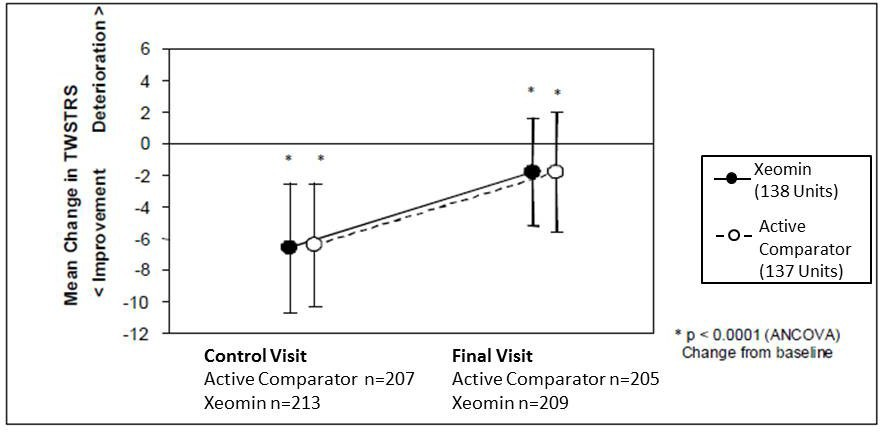 Mean Change in TWSTRS
< Improvement Deterioration >
6
4
2
0
-2
-4
-6
-8
-10
-12
* *
* *
Control Visit
Active Comparator n=207
Xeomin n=213
Final Visit
Active Comparator n=205
Xeomin n=209
Xeomin
(138 Units)
Active
Comparator
(137 Units)
* p < 0.0001 (ANCOVA)
Change from baseline